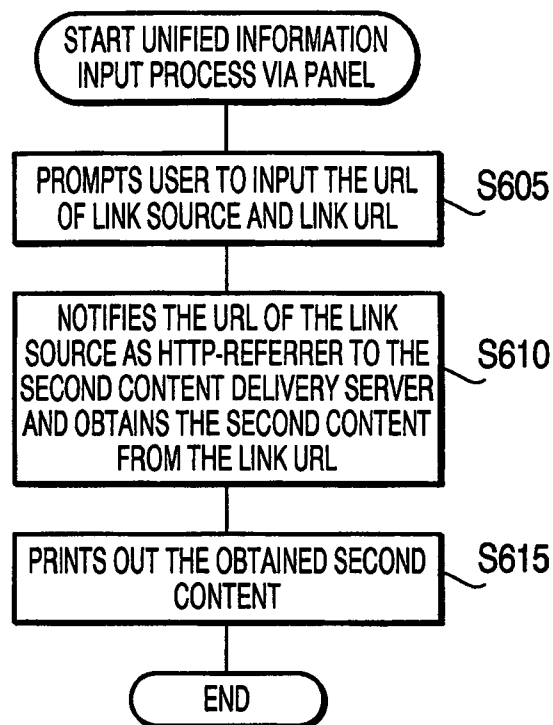 START UNIFIED INFORMATION
INPUT PROCESS VIA PANEL
PROMPTS USER TO INPUT THE URL
OF LINK SOURCE AND LINK URL
S605
NOTIFIES THE URL OF THE LINK
SOURCE AS HTTP-REFERRER TO THE
SECOND CONTENT DELIVERY SERVER
AND OBTAINS THE SECOND CONTENT
FROM THE LINK URL
S610
PRINTS OUT THE OBTAINED SECOND
CONTENT
S615
END